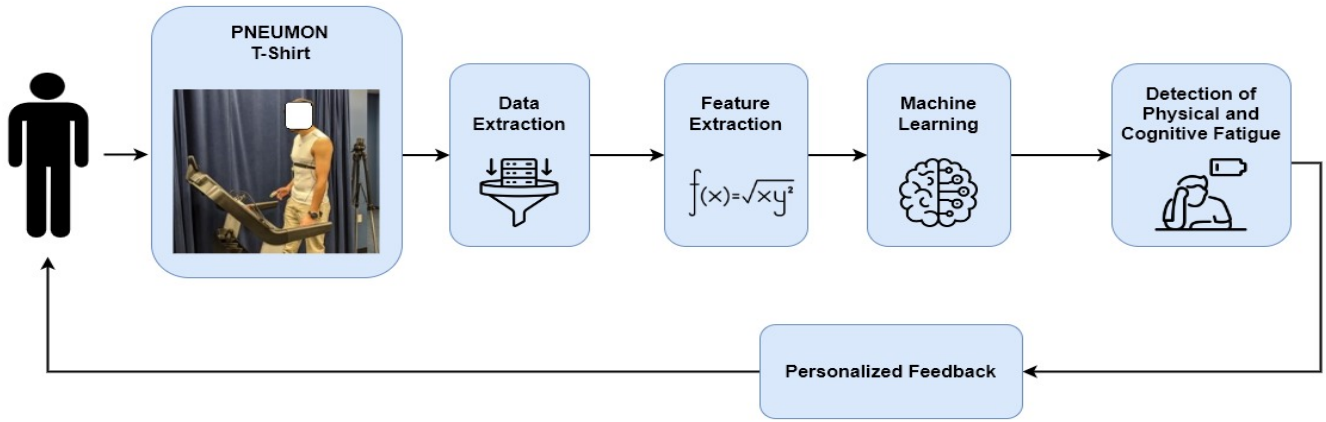 PNEUMON
T-Shirt
Data
Extraction
Feature
Extraction
f(x)=√xy²
Machine
Learning
Detection of
Physical and
Cognitive Fatigue
Personalized Feedback